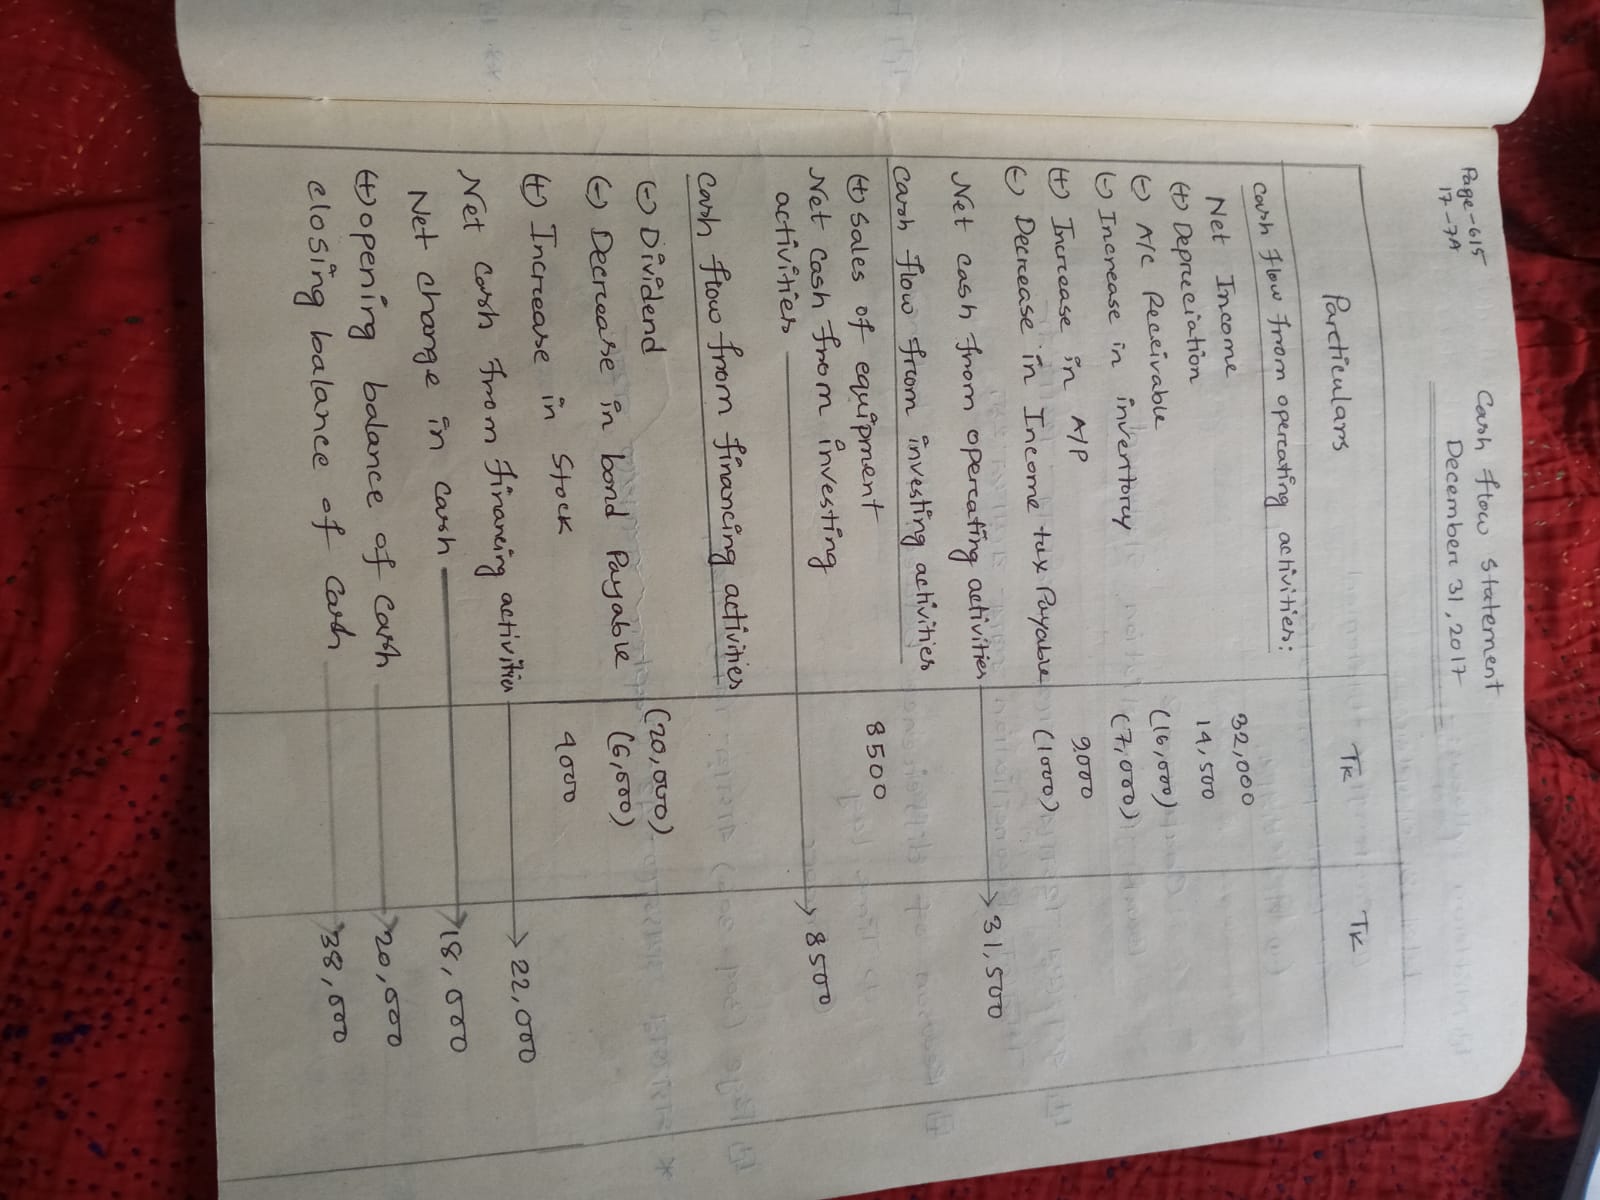 Page-615
17-7A
Cash flow statement
December 31, 2017
Particulars TK TK
Cash flow from operating activities:
Net Income 32,000
(+) Depreciation 14,500
(-) A/c Receivable (16,000)
(-) Increase in inventory (7,000)
(+) Increase in A/P 9000
(-) Decrease in Income tax Payable (1000)
Net cash from operating activities 31,500
Cash flow from investing activities
(+) Sales of equipment 8500
Net cash from investing
activities 8500
Cash flow from financing activities
(-) Dividend (20,000)
(-) Decrease in bond Payable (6,000)
(+) Increase in Stock 4000
Net cash from financing activities 22,000
Net change in cash 18,000
(+) opening balance of cash 20,000
closing balance of cash 38,000